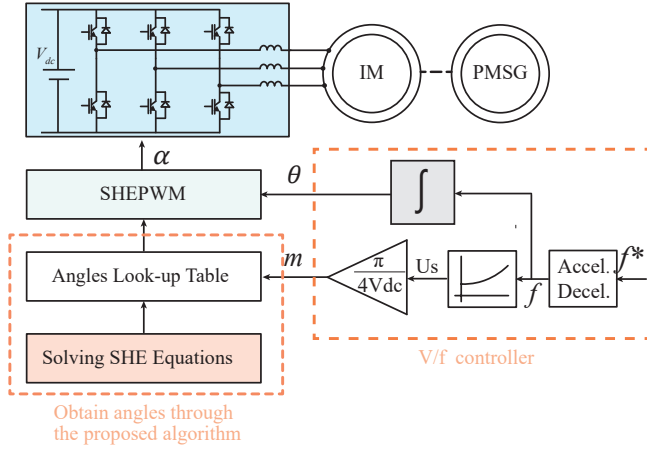 Vdc
IM
PMSG
α
SHEPWM
θ
∫
Angles Look-up Table
m
π
4Vdc
Us
f
Accel.
Decel.
f*
Solving SHE Equations
V/f controller
Obtain angles through
the proposed algorithm